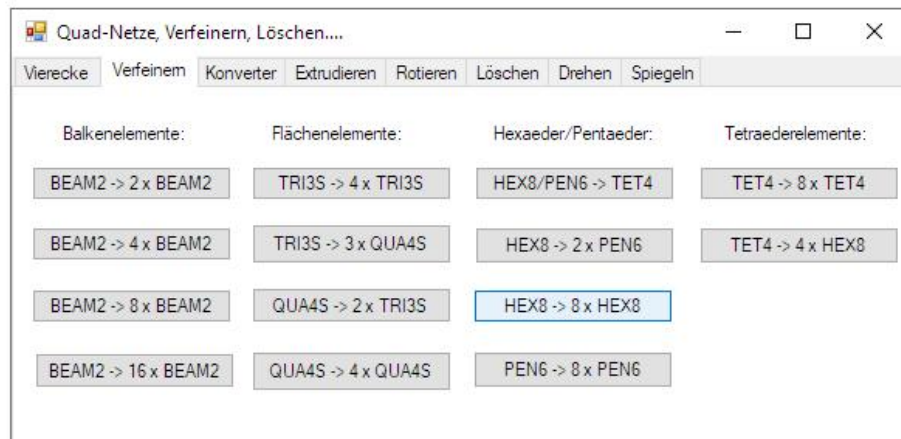 Quad-Netze, Verfeinern, Löschen....
Vierecke Verfeinern Konverter Extrudieren Rotieren Löschen Drehen Spiegeln
Balkenelemente: Flächenelemente: Hexaeder/Pentaeder: Tetraederelemente:
BEAM2 -> 2 x BEAM2 TRI3S -> 4 x TRI3S HEX8/PEN6 -> TET4 TET4 -> 8 x TET4
BEAM2 -> 4 x BEAM2 TRI3S -> 3 x QUA4S HEX8 -> 2 x PEN6 TET4 -> 4 x HEX8
BEAM2 -> 8 x BEAM2 QUA4S -> 2 x TRI3S HEX8 -> 8 x HEX8
BEAM2 -> 16 x BEAM2 QUA4S -> 4 x QUA4S PEN6 -> 8 x PEN6